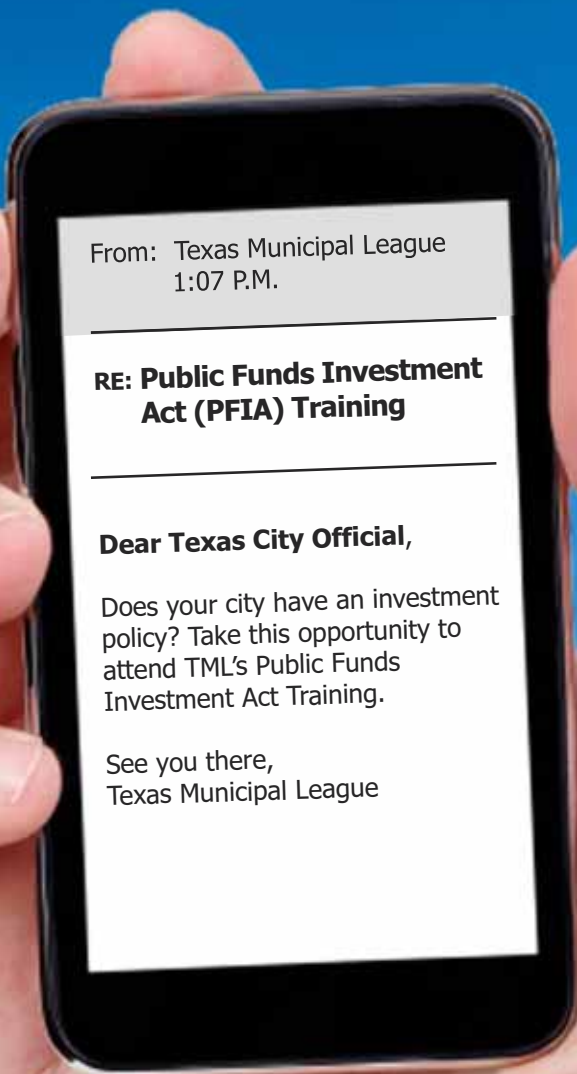 From: Texas Municipal League
1:07 P.M.
RE: Public Funds Investment
Act (PFIA) Training
Dear Texas City Official,
Does your city have an investment
policy? Take this opportunity to
attend TML's Public Funds
Investment Act Training.
See you there,
Texas Municipal League